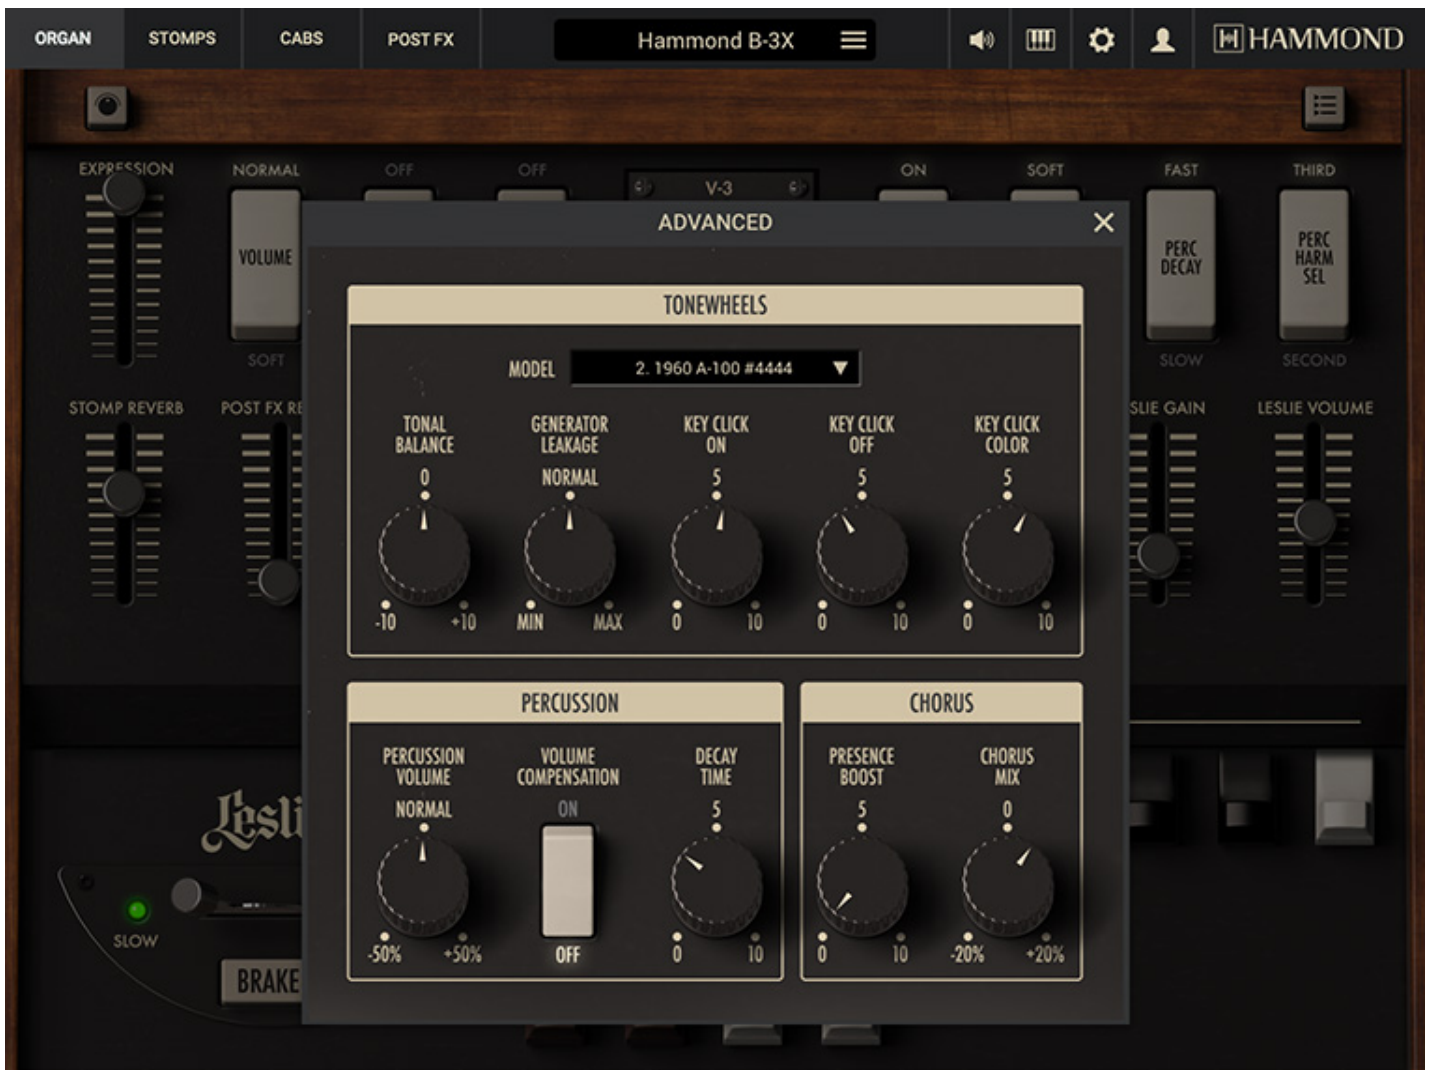 ORGAN STOMPS CABS POST FX Hammond B-3X HAMMOND
EXPRESSION NORMAL OFF OFF V-3 ON SOFT FAST THIRD
ADVANCED
VOLUME PERC DECAY PERC HARM SEL
SOFT SLOW SECOND
TONEWHEELS
MODEL 2. 1960 A-100 #4444
STOMP REVERB POST FX RE SLIE GAIN LESLIE VOLUME
TONAL BALANCE GENERATOR LEAKAGE KEY CLICK ON KEY CLICK OFF KEY CLICK COLOR
0 NORMAL 5 5 5
-10 +10 MIN MAX 0 10 0 10 0 10
PERCUSSION CHORUS
PERCUSSION VOLUME VOLUME COMPENSATION DECAY TIME PRESENCE BOOST CHORUS MIX
NORMAL ON 5 5 0
-50% +50% OFF 0 10 0 10 -20% +20%
Lesli
SLOW
BRAKE